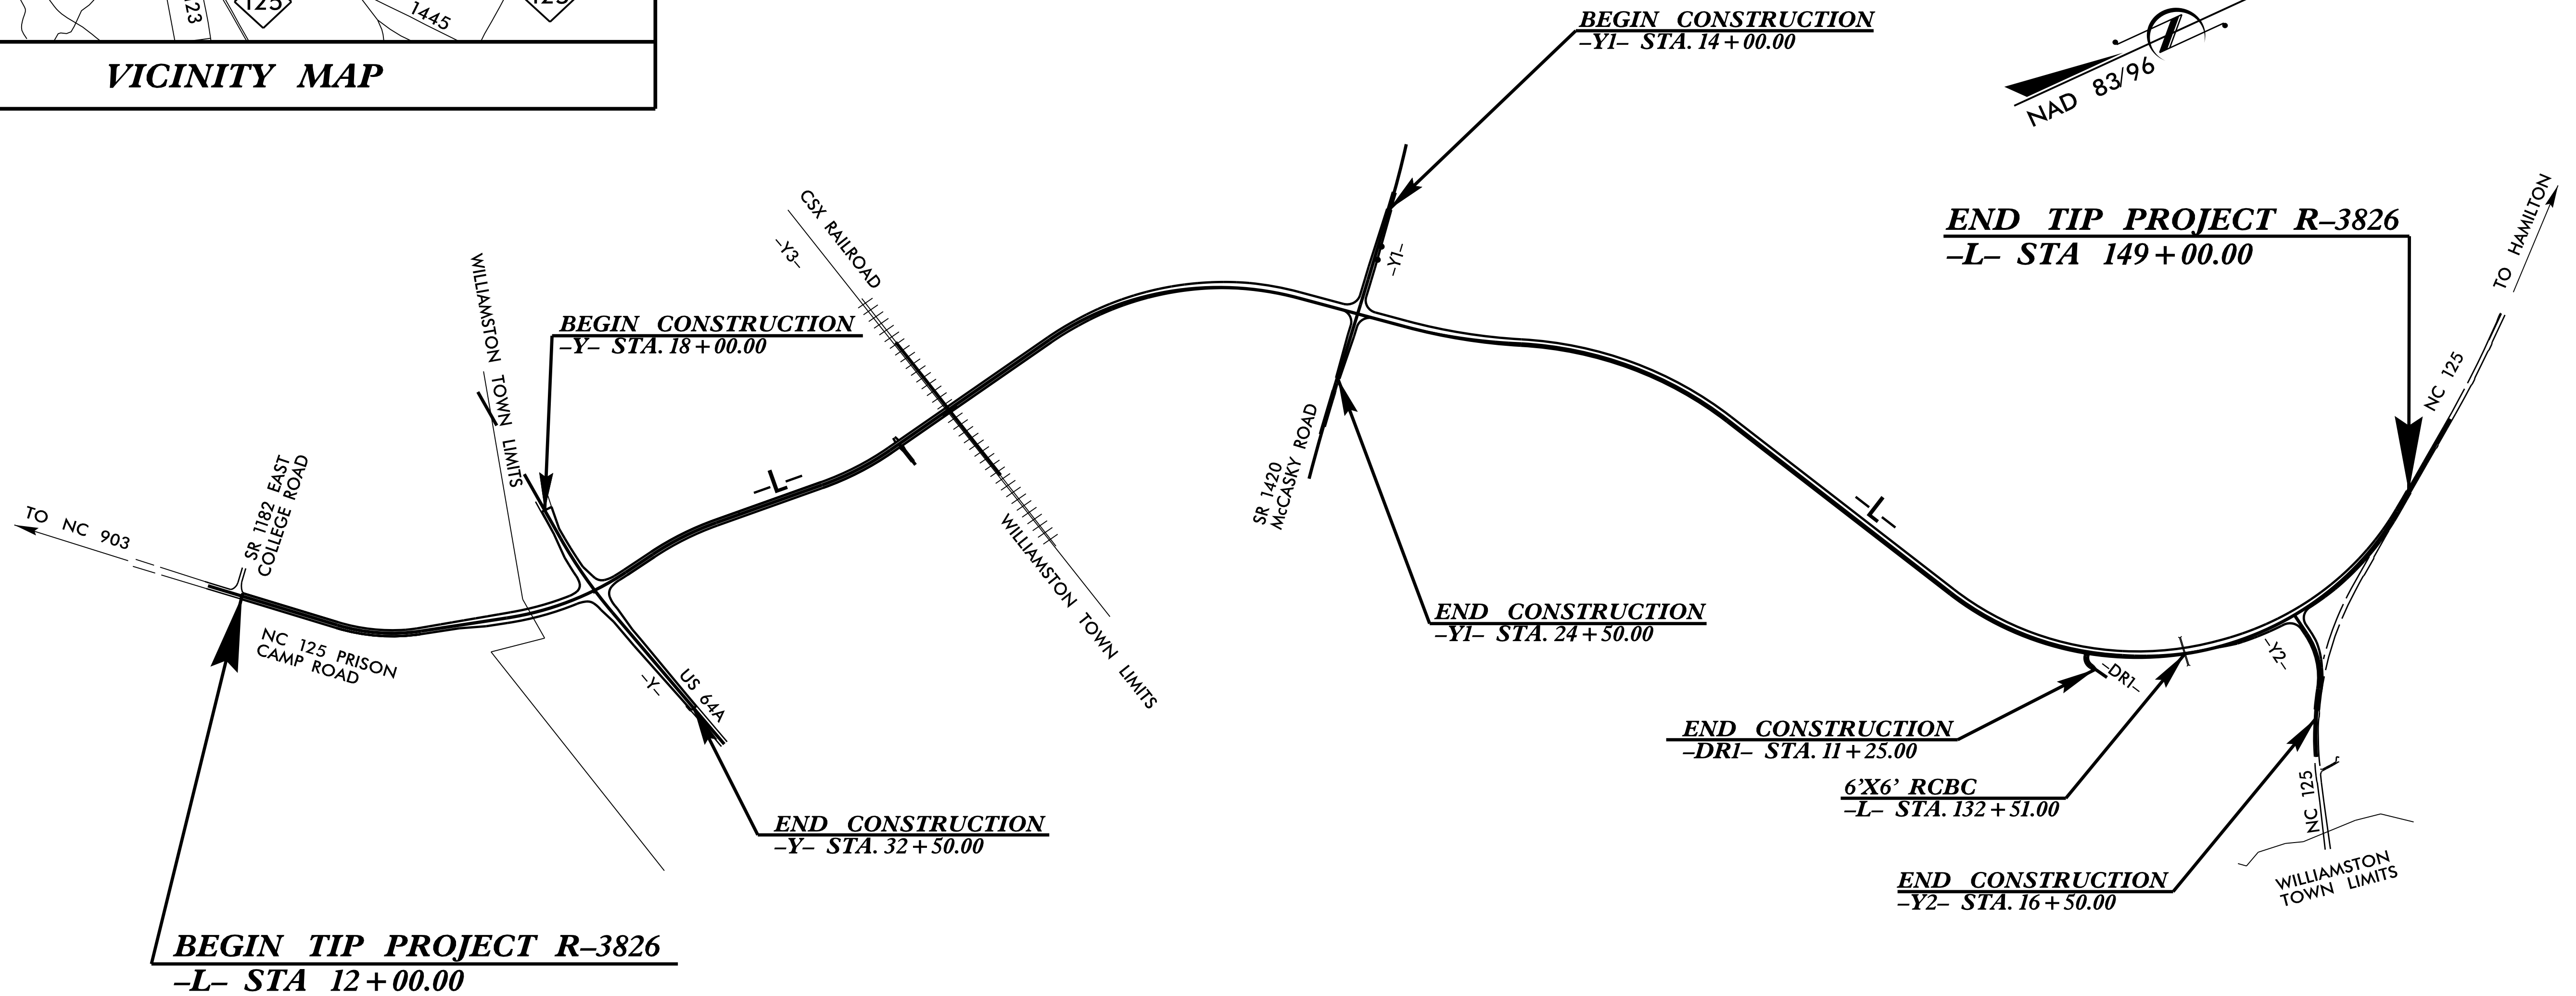 125
1445
VICINITY MAP
BEGIN CONSTRUCTION
–Y1– STA. 14+00.00
NAD 83/96
END TIP PROJECT R–3826
–L– STA 149+00.00
TO HAMILTON
NC 125
CSX RAILROAD
–Y3–
–Y1–
WILLIAMSTON TOWN LIMITS
BEGIN CONSTRUCTION
–Y– STA. 18+00.00
–L–
SR 1420
McCASKY ROAD
–L–
SR 1182 EAST
COLLEGE ROAD
TO NC 903
NC 125 PRISON
CAMP ROAD
WILLIAMSTON TOWN LIMITS
US 64A
–Y–
END CONSTRUCTION
–Y1– STA. 24+50.00
–Y2–
–DR1–
END CONSTRUCTION
–DR1– STA. 11+25.00
6'X6' RCBC
–L– STA. 132+51.00
NC 125
END CONSTRUCTION
–Y– STA. 32+50.00
END CONSTRUCTION
–Y2– STA. 16+50.00
WILLIAMSTON
TOWN LIMITS
BEGIN TIP PROJECT R–3826
–L– STA 12+00.00